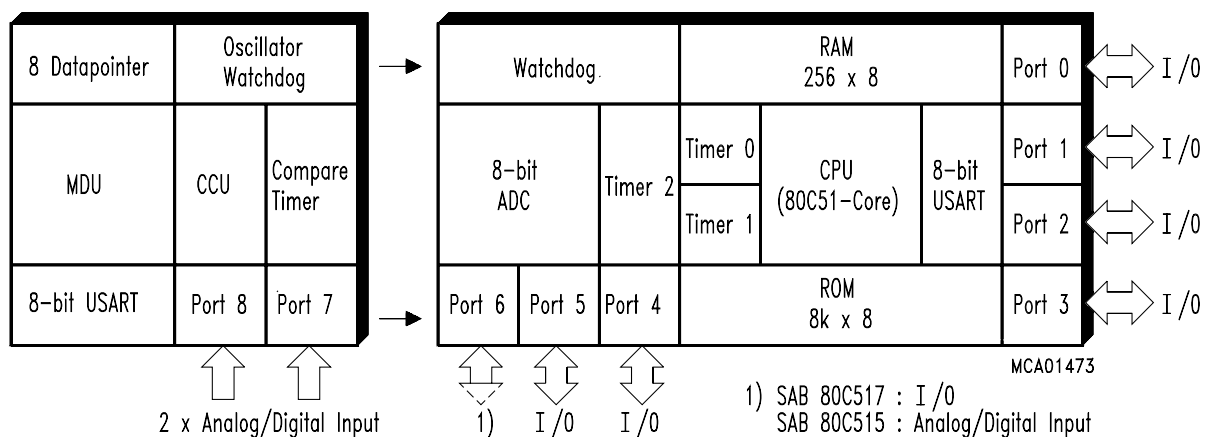 8 Datapointer
Oscillator
Watchdog
MDU
CCU
Compare
Timer
8-bit USART
Port 8
Port 7
2 x Analog/Digital Input
Watchdog
RAM
256 x 8
Port 0
I/0
8-bit
ADC
Timer 2
Timer 0
Timer 1
CPU
(80C51-Core)
8-bit
USART
Port 1
I/0
Port 2
I/0
Port 6
Port 5
Port 4
ROM
8k x 8
Port 3
I/0
MCA01473
1)
I/0
I/0
1) SAB 80C517 : I/0
SAB 80C515 : Analog/Digital Input